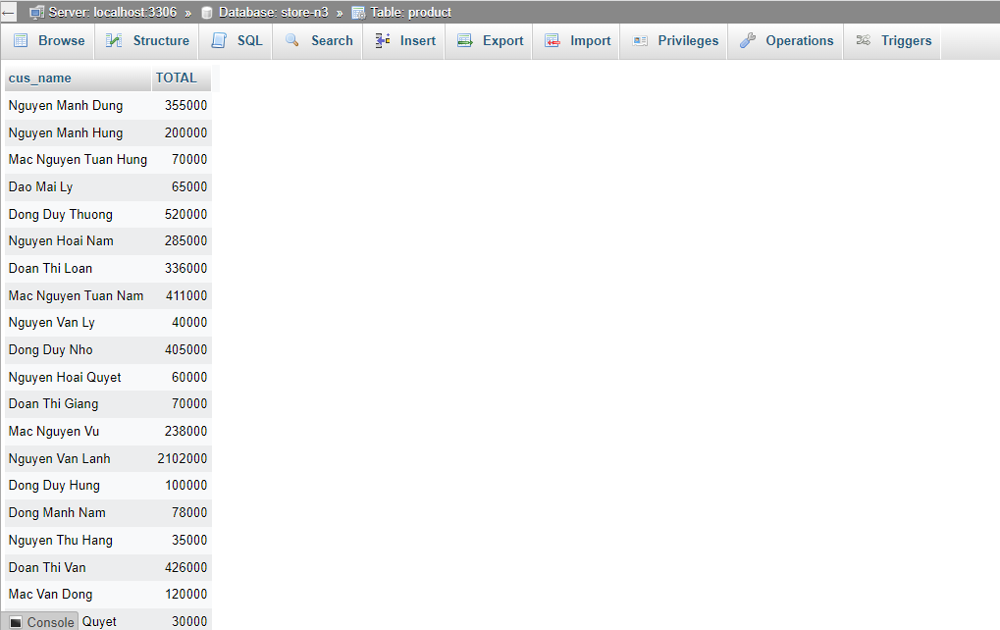 Server: localhost:3306 » Database: store-n3 » Table: product
Browse Structure SQL Search Insert Export Import Privileges Operations Triggers
cus_name TOTAL
Nguyen Manh Dung 355000
Nguyen Manh Hung 200000
Mac Nguyen Tuan Hung 70000
Dao Mai Ly 65000
Dong Duy Thuong 520000
Nguyen Hoai Nam 285000
Doan Thi Loan 336000
Mac Nguyen Tuan Nam 411000
Nguyen Van Ly 40000
Dong Duy Nho 405000
Nguyen Hoai Quyet 60000
Doan Thi Giang 70000
Mac Nguyen Vu 238000
Nguyen Van Lanh 2102000
Dong Duy Hung 100000
Dong Manh Nam 78000
Nguyen Thu Hang 35000
Doan Thi Van 426000
Mac Van Dong 120000
Console Quyet 30000